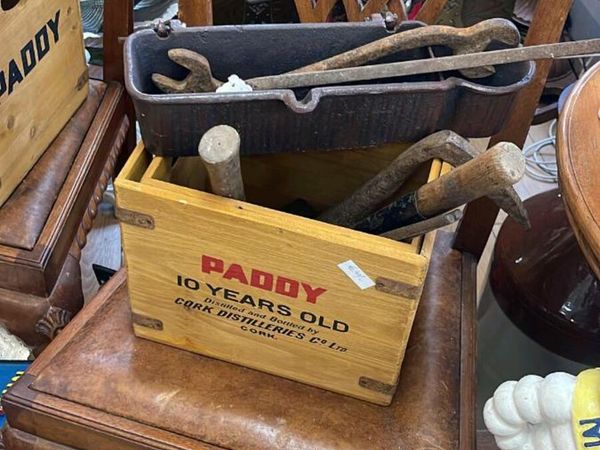 PADDY
PADDY
10 YEARS OLD
Distilled and Bottled by
CORK DISTILLERIES Co LTD
CORK.
M